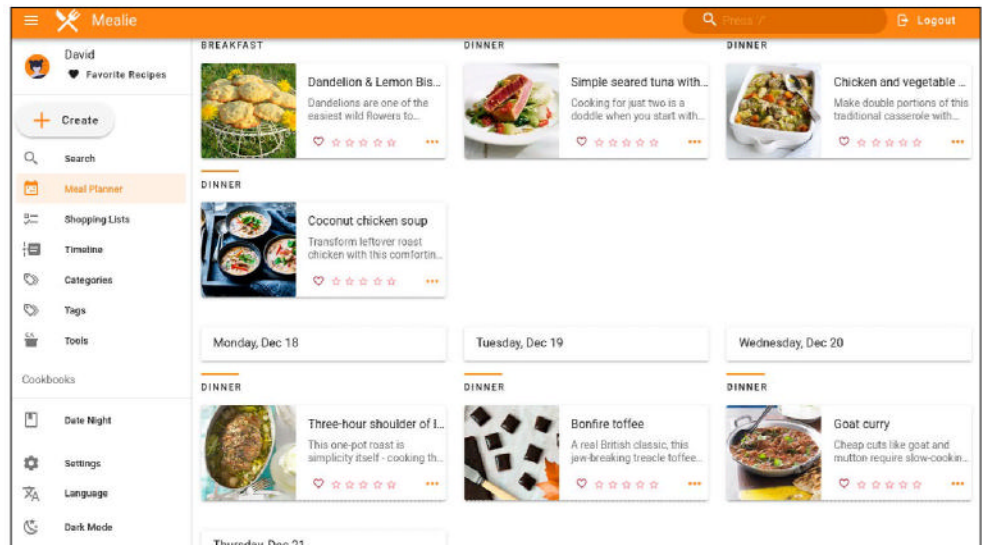 Mealie
Press '/'
Logout
David
Favorite Recipes
Create
Search
Meal Planner
Shopping Lists
Timeline
Categories
Tags
Tools
Cookbooks
Date Night
Settings
Language
Dark Mode
BREAKFAST
Dandelion & Lemon Bis...
Dandelions are one of the
easiest wild flowers to...
DINNER
Simple seared tuna with...
Cooking for just two is a
doddle when you start with...
DINNER
Chicken and vegetable ...
Make double portions of this
traditional casserole with...
DINNER
Coconut chicken soup
Transform leftover roast
chicken with this comfortin...
Monday, Dec 18
Tuesday, Dec 19
Wednesday, Dec 20
DINNER
Three-hour shoulder of l...
This one-pot roast is
simplicity itself - cooking th...
DINNER
Bonfire toffee
A real British classic, this
jaw-breaking treacle toffee...
DINNER
Goat curry
Cheap cuts like goat and
mutton require slow-cookin...
Thursday, Dec 21